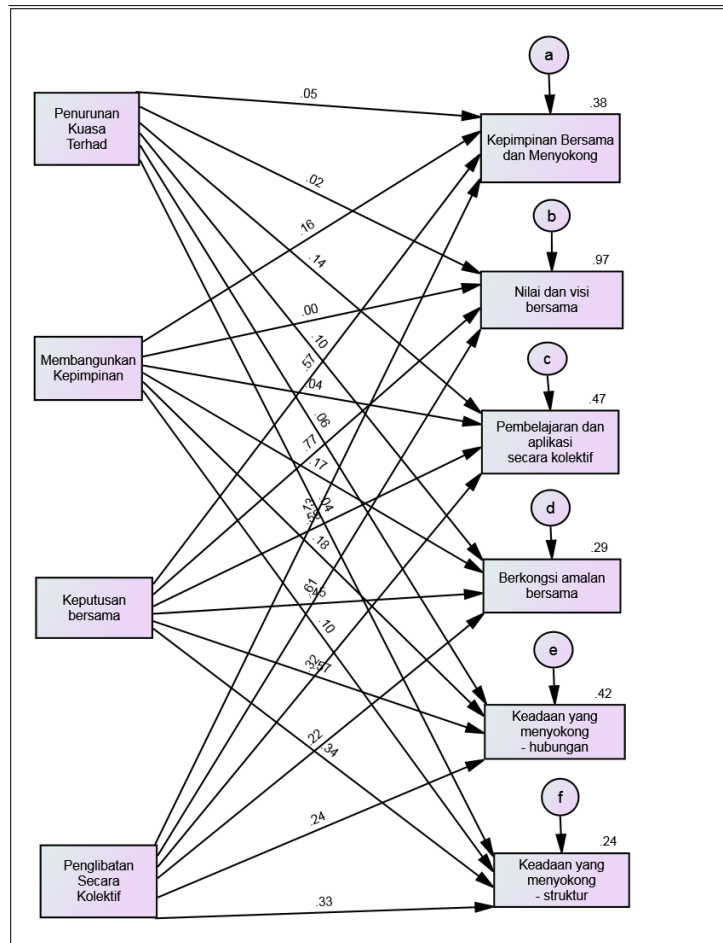 a
.38
.05
Penurunan
Kuasa
Terhad
Kepimpinan Bersama
dan Menyokong
.02
b
.16
.97
.14
Nilai dan visi
bersama
.00
.10
Membangunkan
Kepimpinan
c
.57
.04
.47
.06
Pembelajaran dan
aplikasi
secara kolektif
.77
.17
d
.13
.04
.18
.29
Berkongsi amalan
bersama
Keputusan
bersama
.61
.10
e
.32
.42
Keadaan yang
menyokong
- hubungan
.22
.34
f
.24
.24
Penglibatan
Secara
Kolektif
Keadaan yang
menyokong
- struktur
.33